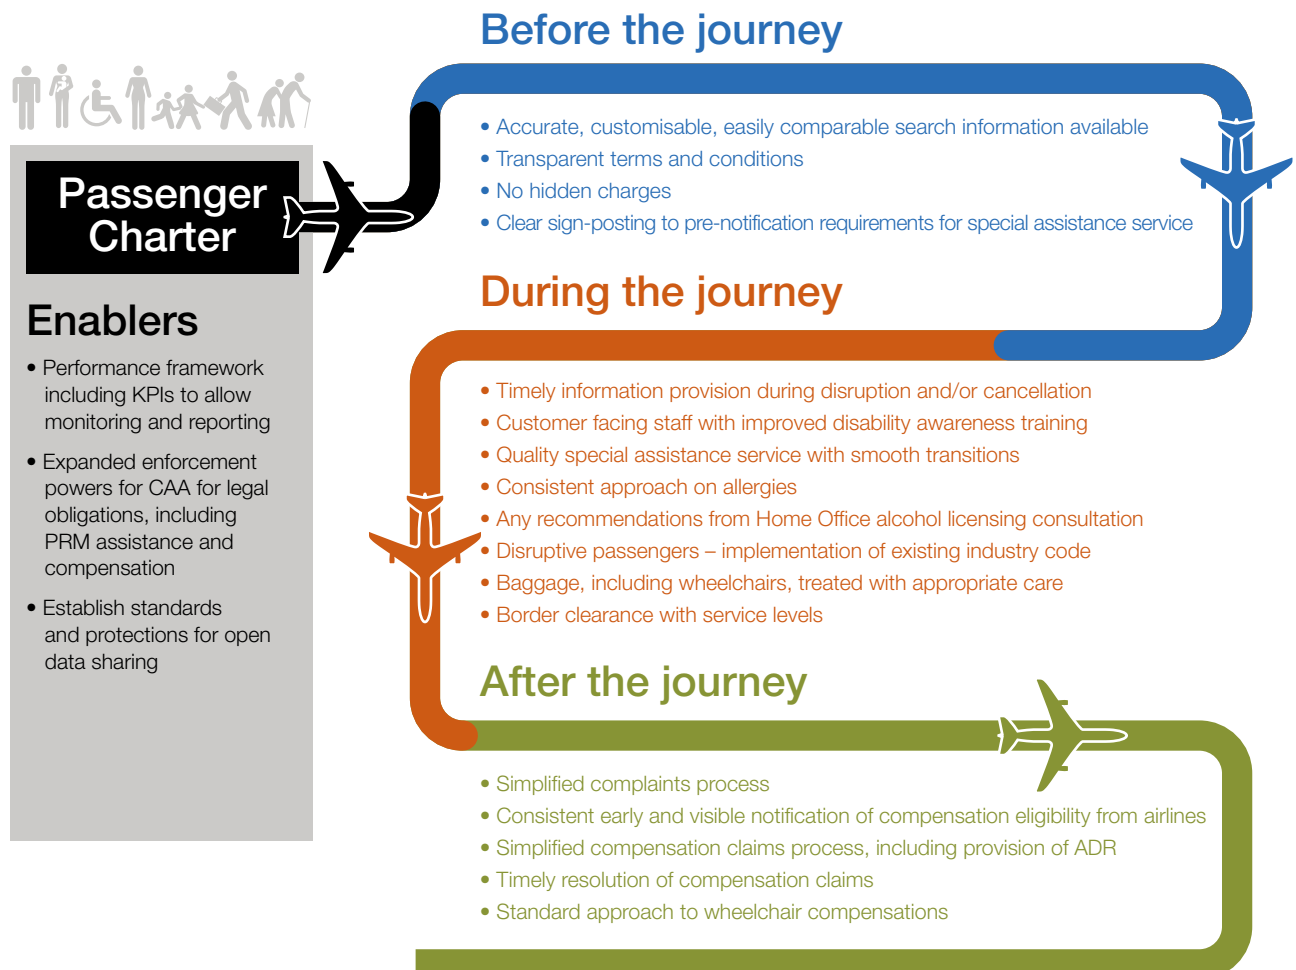 Passenger
Charter
Enablers
• Performance framework
including KPIs to allow
monitoring and reporting
• Expanded enforcement
powers for CAA for legal
obligations, including
PRM assistance and
compensation
• Establish standards
and protections for open
data sharing
Before the journey
• Accurate, customisable, easily comparable search information available
• Transparent terms and conditions
• No hidden charges
• Clear sign-posting to pre-notification requirements for special assistance service
During the journey
• Timely information provision during disruption and/or cancellation
• Customer facing staff with improved disability awareness training
• Quality special assistance service with smooth transitions
• Consistent approach on allergies
• Any recommendations from Home Office alcohol licensing consultation
• Disruptive passengers – implementation of existing industry code
• Baggage, including wheelchairs, treated with appropriate care
• Border clearance with service levels
After the journey
• Simplified complaints process
• Consistent early and visible notification of compensation eligibility from airlines
• Simplified compensation claims process, including provision of ADR
• Timely resolution of compensation claims
• Standard approach to wheelchair compensations